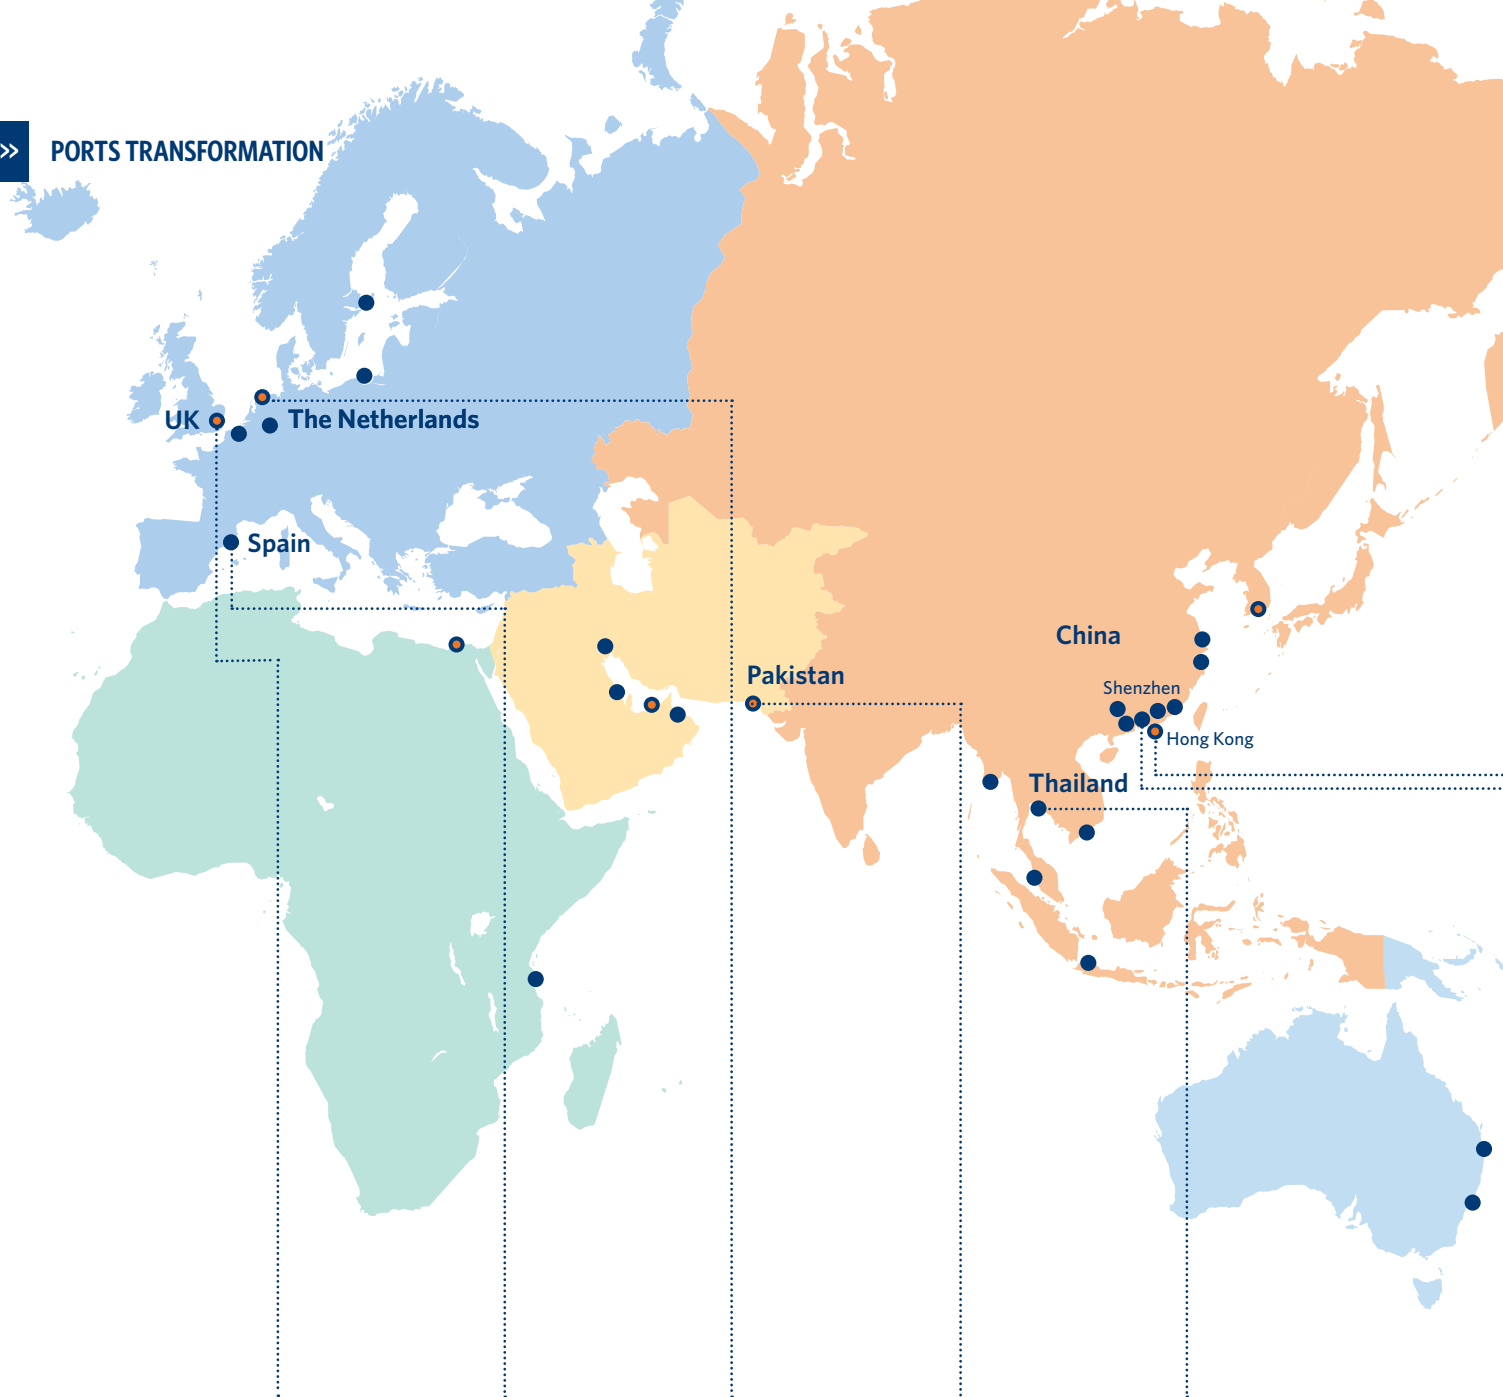 » PORTS TRANSFORMATION
UK
The Netherlands
Spain
China
Pakistan
Shenzhen
Hong Kong
Thailand